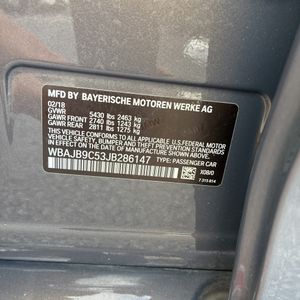 MFD BY BAYERISCHE MOTOREN WERKE AG
02/18
GVWR 5430 lbs 2463 kg
GAWR FRONT 2740 lbs 1243 kg
GAWR REAR 2811 lbs 1275 kg
THIS VEHICLE CONFORMS TO ALL APPLICABLE
U.S. FEDERAL MOTOR VEHICLE SAFETY,
BUMPER, AND THEFT PREVENTION STANDARDS
IN EFFECT ON THE DATE OF MANUFACTURE
SHOWN ABOVE.
WBAJB9C53JB286147 TYPE: PASSENGER CAR
X08/0